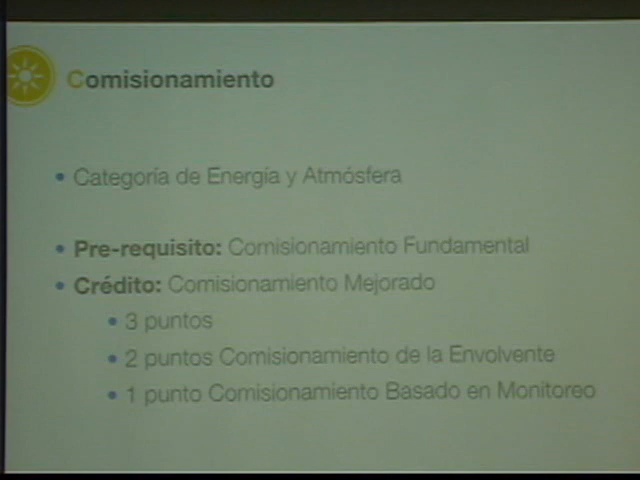 Comisionamiento
• Categoría de Energía y Atmósfera
• Pre-requisito: Comisionamiento Fundamental
• Crédito: Comisionamiento Mejorado
• 3 puntos
• 2 puntos Comisionamiento de la Envolvente
• 1 punto Comisionamiento Basado en Monitoreo